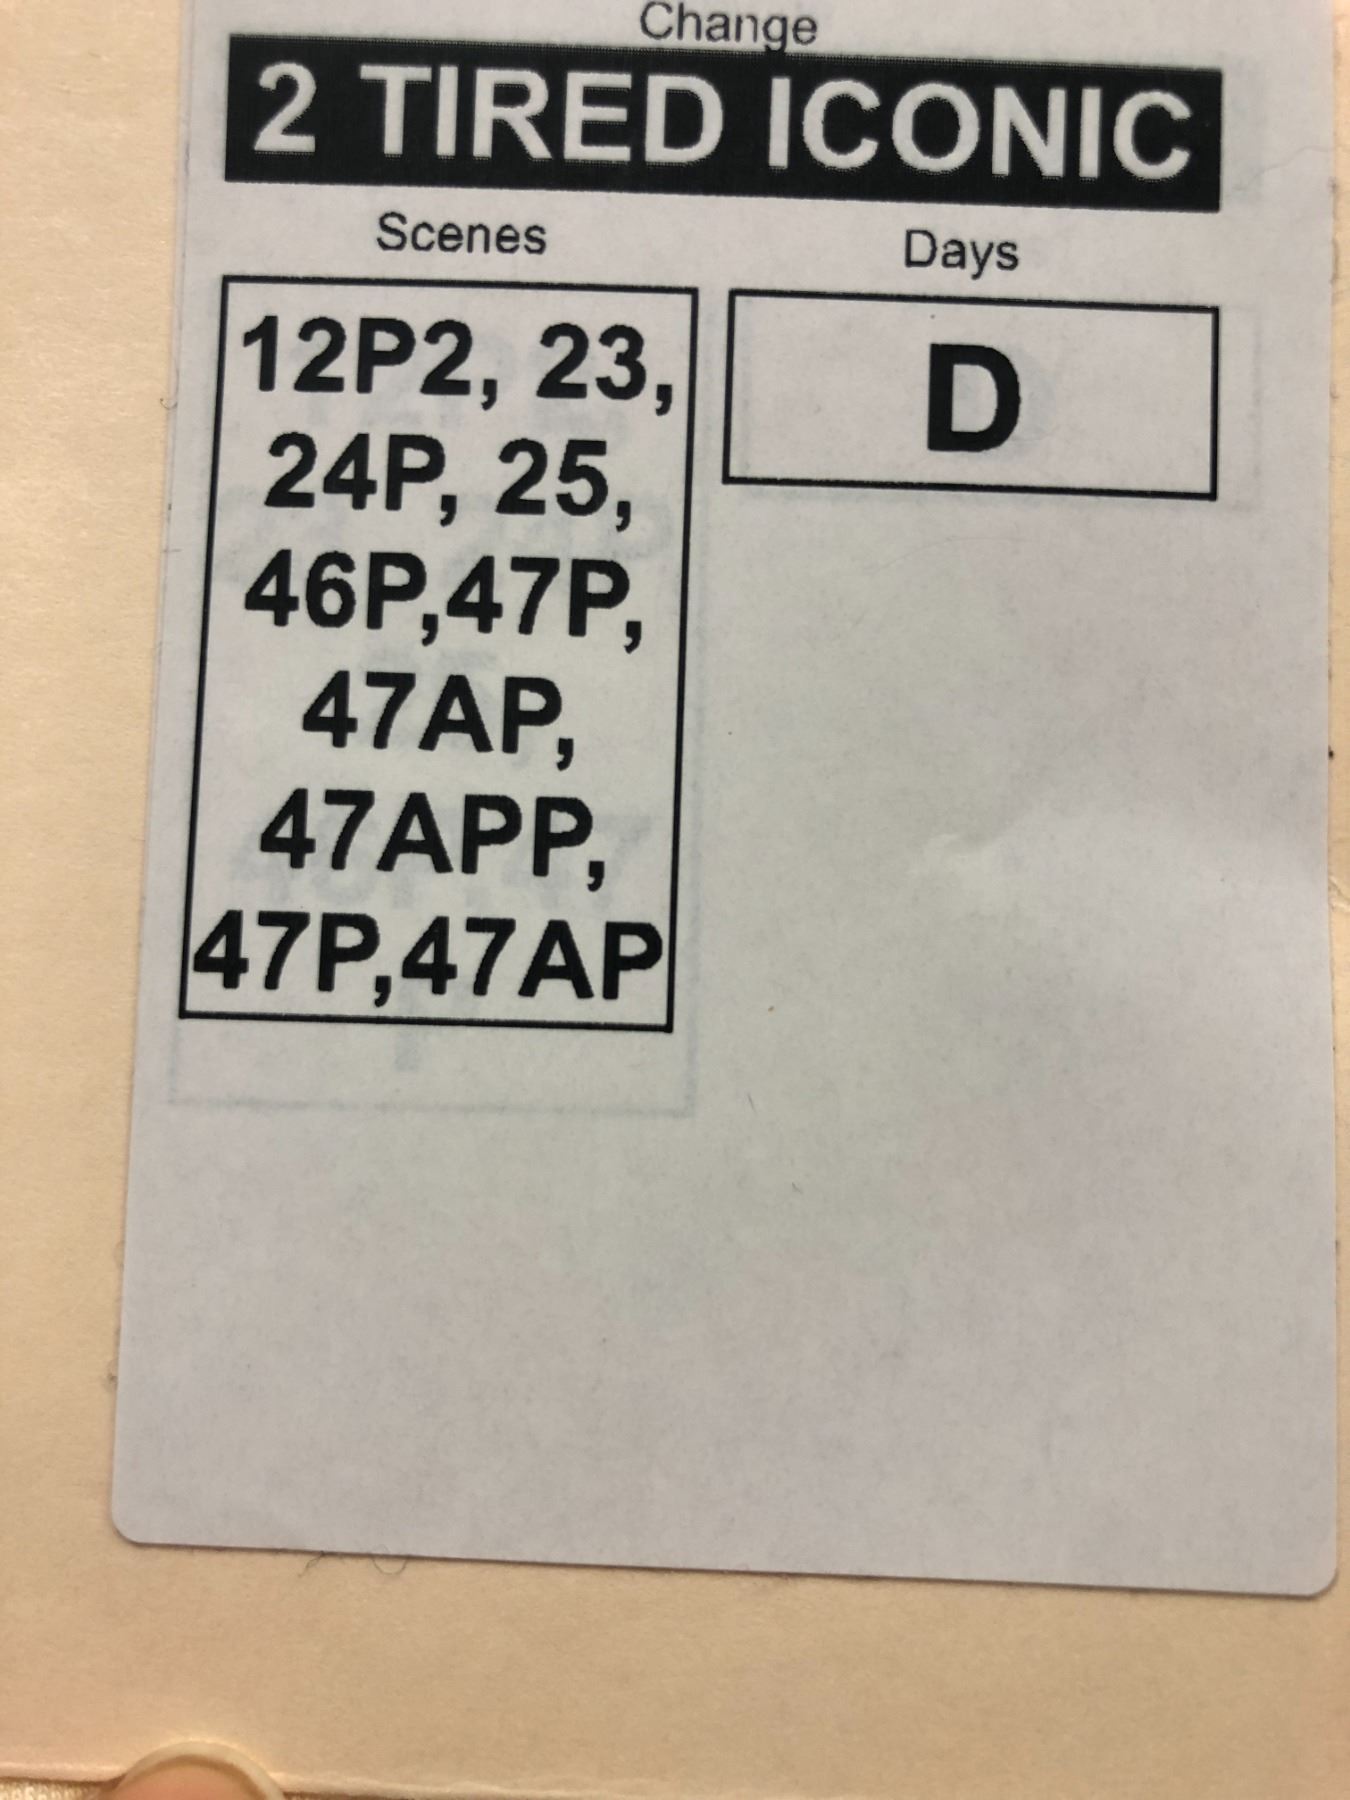 Change
2 TIRED ICONIC
Scenes
Days
12P2, 23,
24P, 25,
46P,47P,
47AP,
47APP,
47P,47AP
D